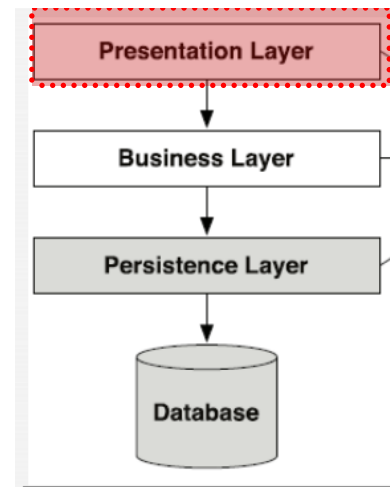 Presentation Layer
Business Layer
Persistence Layer
Database